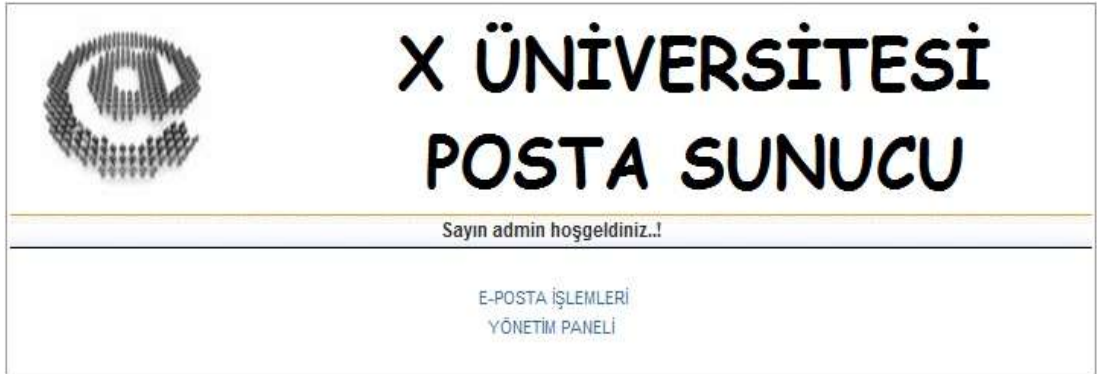 X ÜNİVERSİTESİ
POSTA SUNUCU
Sayın admin hoşgeldiniz..!
E-POSTA İŞLEMLERİ
YÖNETİM PANELİ